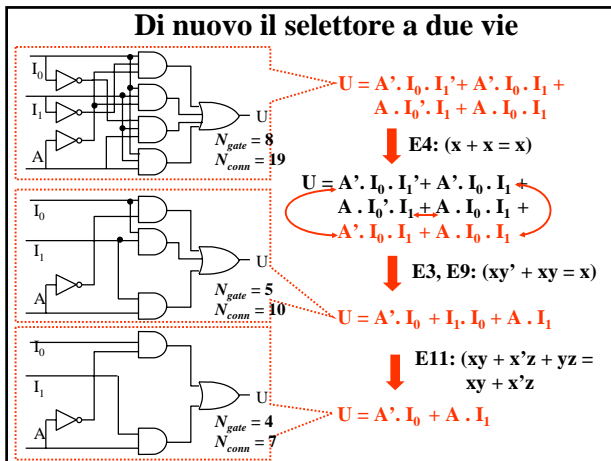 Di nuovo il selettore a due vie
I0
I1
A
U
Ngate = 8
Nconn = 19
U = A’. I0 . I1’+ A’. I0 . I1 +
A . I0’. I1 + A . I0 . I1
E4: (x + x = x)
U = A’. I0 . I1’+ A’. I0 . I1 +
A . I0’. I1 + A . I0 . I1 +
A’. I0 . I1 + A . I0 . I1
I0
I1
A
U
Ngate = 5
Nconn = 10
E3, E9: (xy’ + xy = x)
U = A’. I0 + I1. I0 + A . I1
I0
I1
A
U
Ngate = 4
Nconn = 7
E11: (xy + x’z + yz =
xy + x’z
U = A’. I0 + A . I1